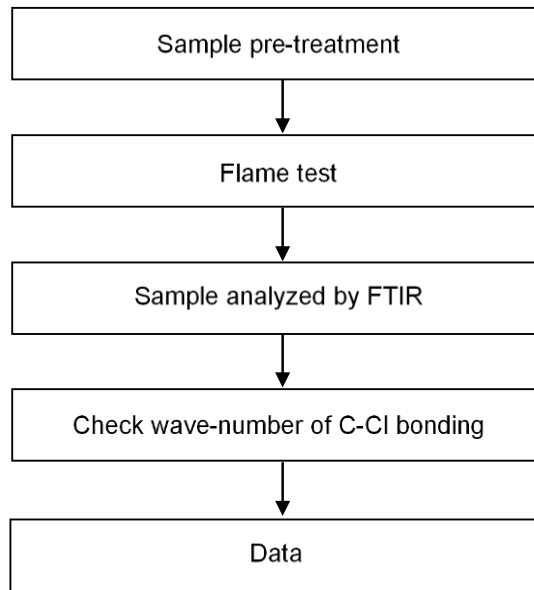 Sample pre-treatment
Flame test
Sample analyzed by FTIR
Check wave-number of C-Cl bonding
Data